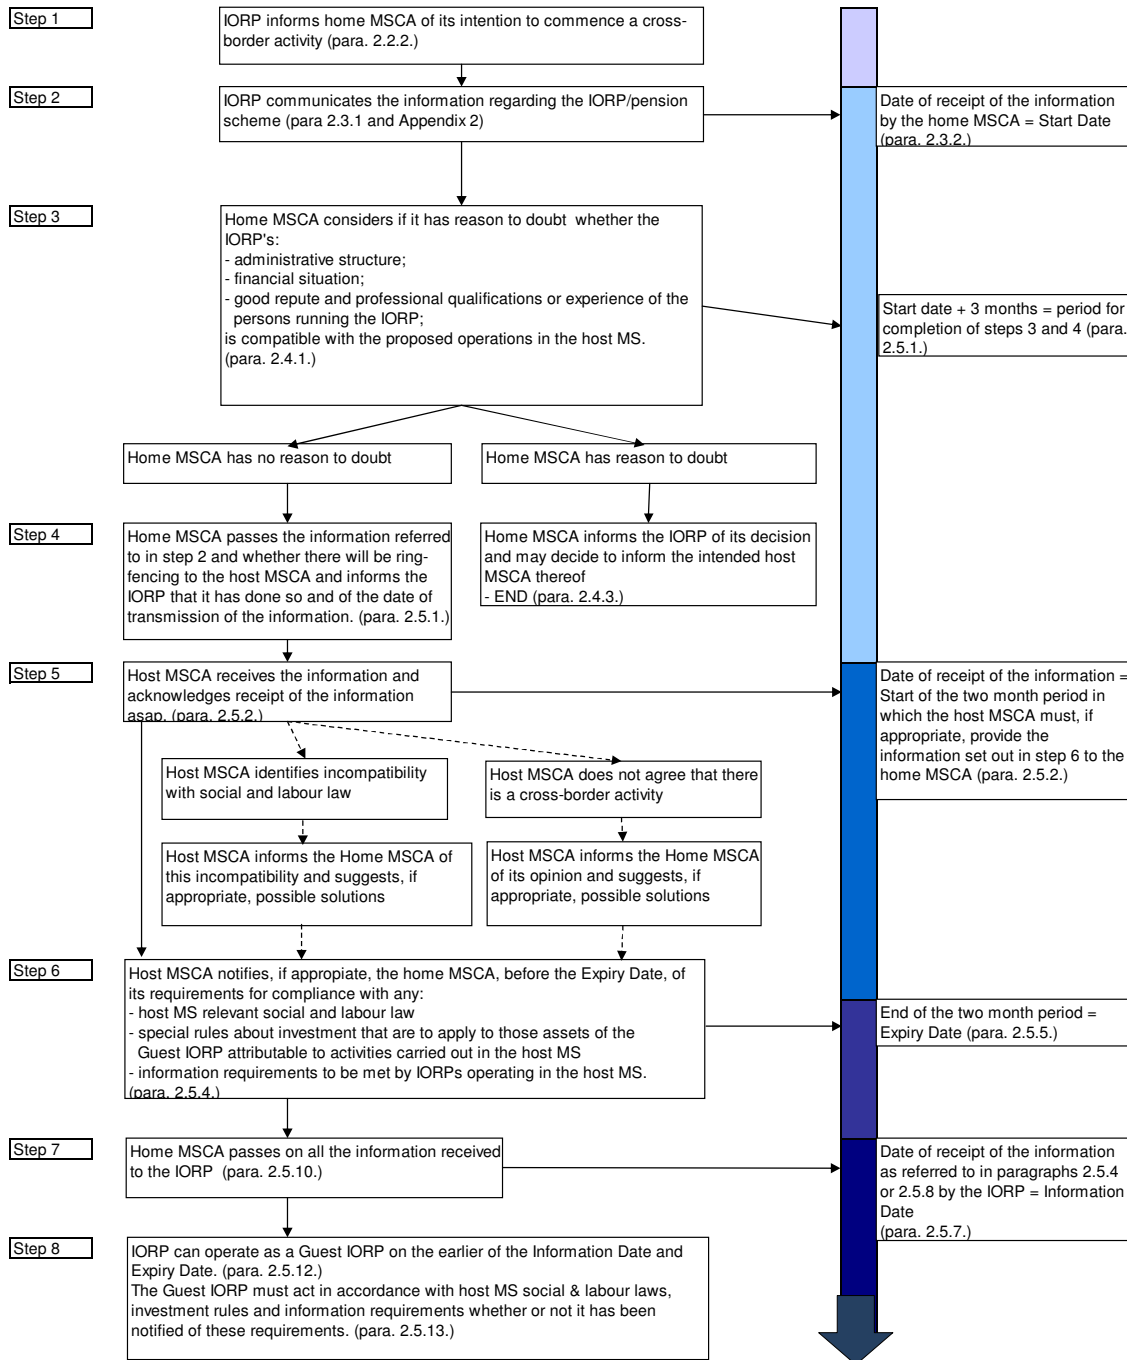 Step 1
IORP informs home MSCA of its intention to commence a cross-
border activity (para. 2.2.2.)
Step 2
IORP communicates the information regarding the IORP/pension
scheme (para 2.3.1 and Appendix 2)
Date of receipt of the information
by the home MSCA = Start Date
(para. 2.3.2.)
Step 3
Home MSCA considers if it has reason to doubt  whether the
IORP's:
- administrative structure;
- financial situation;
- good repute and professional qualifications or experience of the
persons running the IORP;
is compatible with the proposed operations in the host MS.
(para. 2.4.1.)
Start date + 3 months = period for
completion of steps 3 and 4 (para.
2.5.1.)
Home MSCA has no reason to doubt
Home MSCA has reason to doubt
Step 4
Home MSCA passes the information referred
to in step 2 and whether there will be ring-
fencing to the host MSCA and informs the
IORP that it has done so and of the date of
transmission of the information. (para. 2.5.1.)
Home MSCA informs the IORP of its decision
and may decide to inform the intended host
MSCA thereof
- END (para. 2.4.3.)
Step 5
Host MSCA receives the information and
acknowledges receipt of the information
asap. (para. 2.5.2.)
Date of receipt of the information =
Start of the two month period in
which the host MSCA must, if
appropriate, provide the
information set out in step 6 to the
home MSCA (para. 2.5.2.)
Host MSCA identifies incompatibility
with social and labour law
Host MSCA does not agree that there
is a cross-border activity
Host MSCA informs the Home MSCA of
this incompatibility and suggests, if
appropriate, possible solutions
Host MSCA informs the Home MSCA
of its opinion and suggests, if
appropriate, possible solutions
Step 6
Host MSCA notifies, if appropiate, the home MSCA, before the Expiry Date, of
its requirements for compliance with any:
- host MS relevant social and labour law
- special rules about investment that are to apply to those assets of the
Guest IORP attributable to activities carried out in the host MS
- information requirements to be met by IORPs operating in the host MS.
(para. 2.5.4.)
End of the two month period =
Expiry Date (para. 2.5.5.)
Step 7
Home MSCA passes on all the information received
to the IORP  (para. 2.5.10.)
Date of receipt of the information
as referred to in paragraphs 2.5.4
or 2.5.8 by the IORP = Information
Date
(para. 2.5.7.)
Step 8
IORP can operate as a Guest IORP on the earlier of the Information Date and
Expiry Date. (para. 2.5.12.)
The Guest IORP must act in accordance with host MS social & labour laws,
investment rules and information requirements whether or not it has been
notified of these requirements. (para. 2.5.13.)